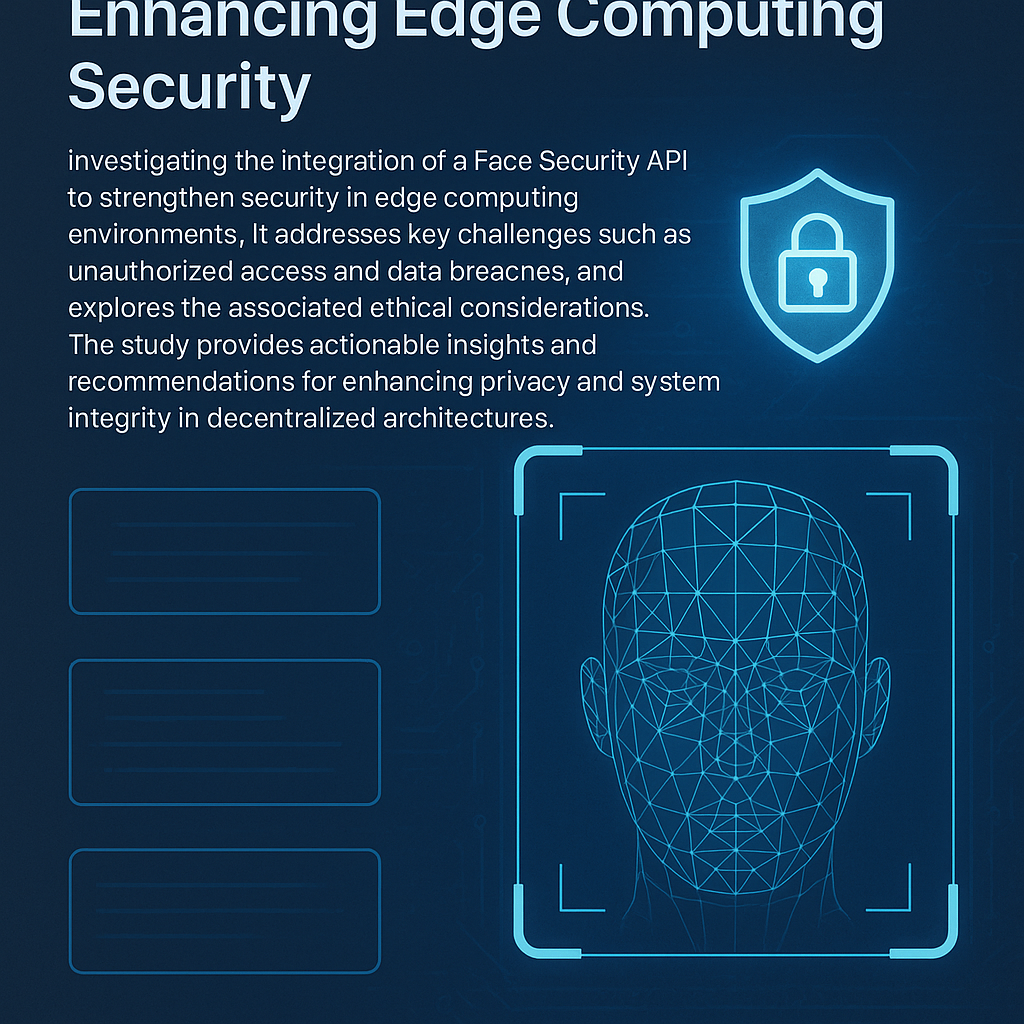 Enhancing Edge Computing
Security
investigating the integration of a Face Security API
to strengthen security in edge computing
environments, It addresses key challenges such as
unauthorized access and data breacnes, and
explores the associated ethical considerations.
The study provides actionable insights and
recommendations for enhancing privacy and system
integrity in decentralized architectures.